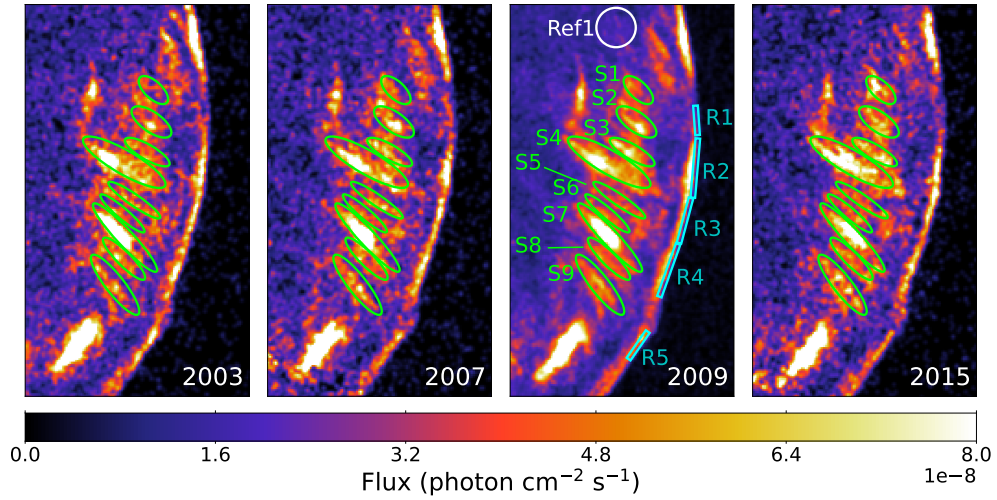 Ref1
S1
S2
S3
S4
S5
S6
S7
S8
S9
R1
R2
R3
R4
R5
2003
2007
2009
2015
0.0 1.6 3.2 4.8 6.4 8.0
1e−8
Flux (photon cm⁻² s⁻¹)